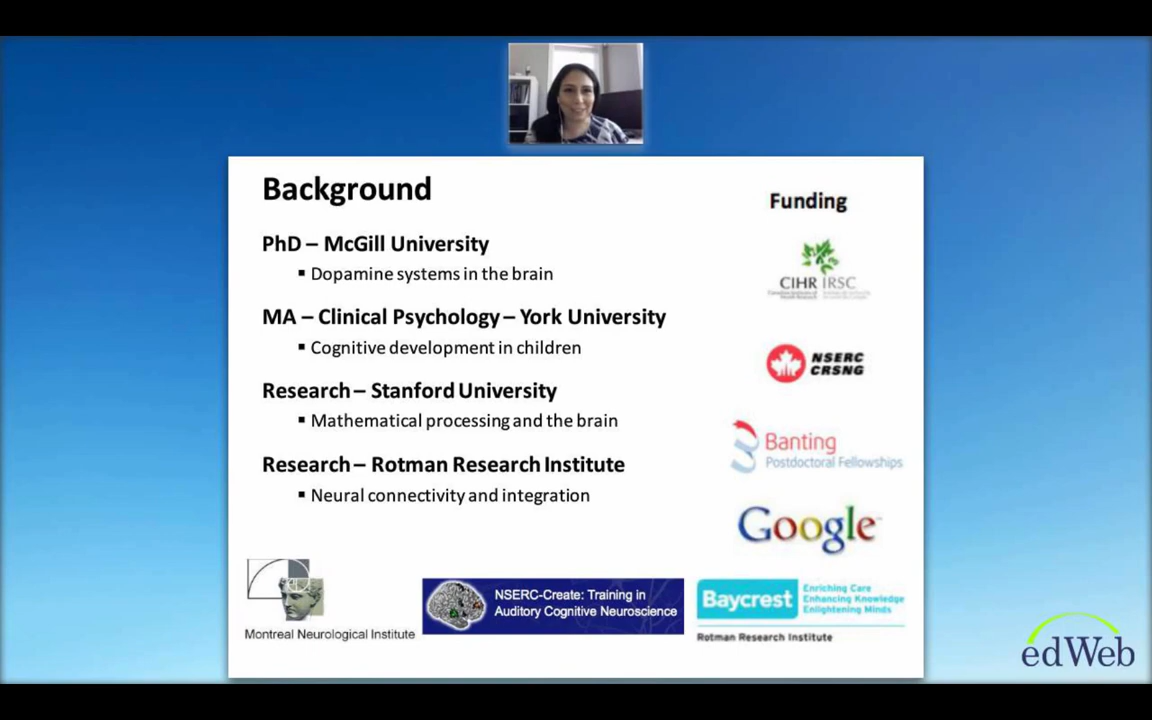 Background
Funding
PhD – McGill University
▪ Dopamine systems in the brain
MA – Clinical Psychology – York University
▪ Cognitive development in children
Research – Stanford University
▪ Mathematical processing and the brain
Research – Rotman Research Institute
▪ Neural connectivity and integration
CIHR IRSC
NSERC
CRSNG
Banting
Postdoctoral Fellowships
Google
Montreal Neurological Institute
NSERC-Create: Training in
Auditory Cognitive Neuroscience
Baycrest
Enriching Care
Enhancing Knowledge
Enlightening Minds
Rotman Research Institute
edWeb